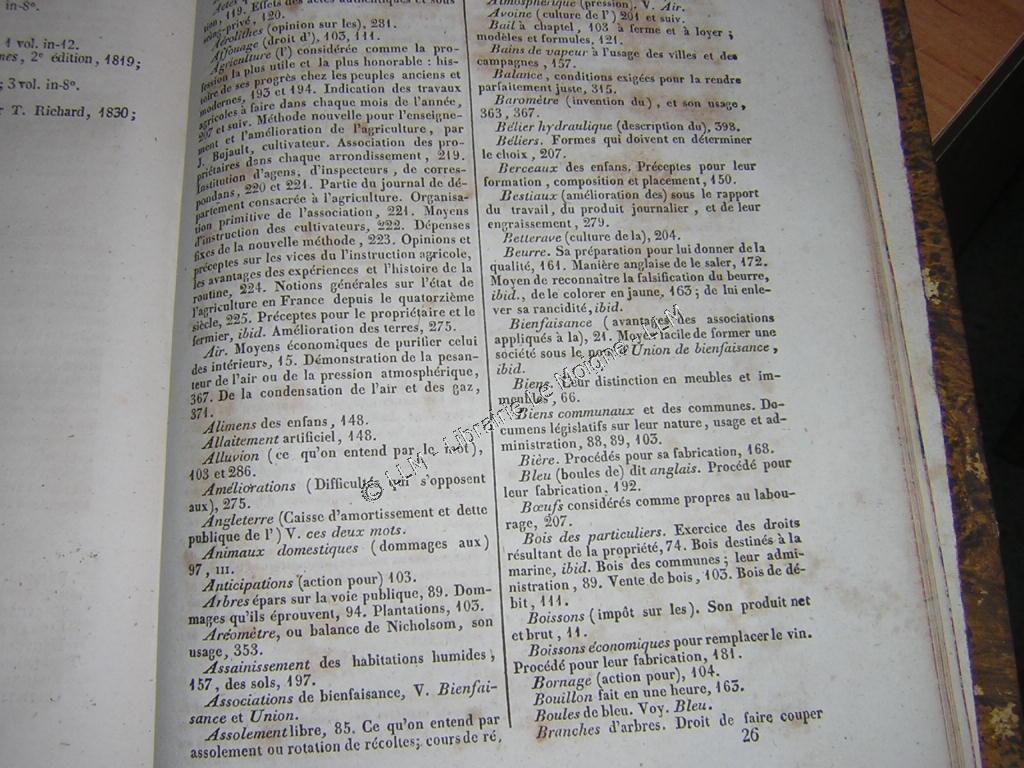 1 vol. in-12.
mes, 2e édition, 1819;
; 3 vol. in-8o.
r T. Richard, 1830;
119. Effets des actes authentiques et sous
seing-privé, 120.
Aérolithes (opinion sur les), 281.
Affouage (droit d'), 103, 111.
Agriculture (l') considérée comme la pro-
fession la plus utile et la plus honorable : his-
toire de ses progrès chez les peuples anciens et
modernes, 193 et 194. Indication des travaux
agricoles à faire dans chaque mois de l'année,
207 et suiv. Méthode nouvelle pour l'enseigne-
ment et l'amélioration de l'agriculture, par
J. Bujault, cultivateur. Association des pro-
priétaires dans chaque arrondissement, 219.
Institution d'agens, d'inspecteurs, de corres-
pondans, 220 et 221. Partie du journal de dé-
partement consacrée à l'agriculture. Organisa-
tion primitive de l'association, 221. Moyens
d'instruction des cultivateurs, 222. Dépenses
fixes de la nouvelle méthode, 223. Opinions et
préceptes sur les vices du l'instruction agricole,
les avantages des expériences et l'histoire de la
routine, 224. Notions générales sur l'état de
l'agriculture en France depuis le quatorzième
siècle, 225. Préceptes pour le propriétaire et le
fermier, ibid. Amélioration des terres, 275.
Air. Moyens économiques de purifier celui
des intérieurs, 15. Démonstration de la pesan-
teur de l'air ou de la pression atmosphérique,
367. De la condensation de l'air et des gaz,
371.
Alimens des enfans, 148.
Allaitement artificiel, 148.
Alluvion (ce qu'on entend par le mot),
103 et 286.
Améliorations (Difficultés qui s'opposent
aux), 275.
Angleterre (Caisse d'amortissement et dette
publique de l') V. ces deux mots.
Animaux domestiques (dommages aux)
97, III.
Anticipations (action pour) 103.
Arbres épars sur la voie publique, 89. Dom-
mages qu'ils éprouvent, 94. Plantations, 103.
Aréomètre, ou balance de Nicholsom, son
usage, 353.
Assainissement des habitations humides,
157, des sols, 197.
Associations de bienfaisance, V. Bienfai-
sance et Union.
Assolement libre, 85. Ce qu'on entend par
assolement ou rotation de récoltes; cours de ré.
Atmosphérique (pression). V. Air.
Avoine (culture de l') 201 et suiv.
Bail à chaptel, 103 à ferme et à loyer;
modèles et formules, 121.
Bains de vapeur à l'usage des villes et des
campagnes, 157.
Balance, conditions exigées pour la rendre
parfaitement juste, 315.
Baromètre (invention du), et son usage,
363, 367.
Bélier hydraulique (description du), 398.
Béliers. Formes qui doivent en déterminer
le choix, 207.
Berceaux des enfans. Préceptes pour leur
formation, composition et placement, 150.
Bestiaux (amélioration des) sous le rapport
du travail, du produit journalier, et de leur
engraissement, 279.
Betterave (culture de la), 204.
Beurre. Sa préparation pour lui donner de la
qualité, 161. Manière anglaise de le saler, 172.
Moyen de reconnaître la falsification du beurre,
ibid., de le colorer en jaune, 163; de lui enle-
ver sa rancidité, ibid.
Bienfaisance (avantages des associations
appliqués à la), 21. Moyen facile de former une
société sous le nom d'Union de bienfaisance,
ibid.
Biens. Leur distinction en meubles et im-
meubles, 66.
Biens communaux et des communes. Do-
cumens législatifs sur leur nature, usage et ad-
ministration, 88, 89, 103.
Bière. Procédés pour sa fabrication, 168.
Bleu (boules de) dit anglais. Procédé pour
leur fabrication, 192.
Bœufs considérés comme propres au labou-
rage, 207.
Bois des particuliers. Exercice des droits
résultant de la propriété, 74. Bois destinés à la
marine, ibid. Bois des communes; leur admi-
nistration, 89. Vente de bois, 103. Bois de dé-
bit, 111.
Boissons (impôt sur les). Son produit net
et brut, 11.
Boissons économiques pour remplacer le vin.
Procédé pour leur fabrication, 181.
Bornage (action pour), 104.
Bouillon fait en une heure, 163.
Boules de bleu. Voy. Bleu.
Branches d'arbres. Droit de faire couper
26
© LLM - Librairie Le Moigne - LLM